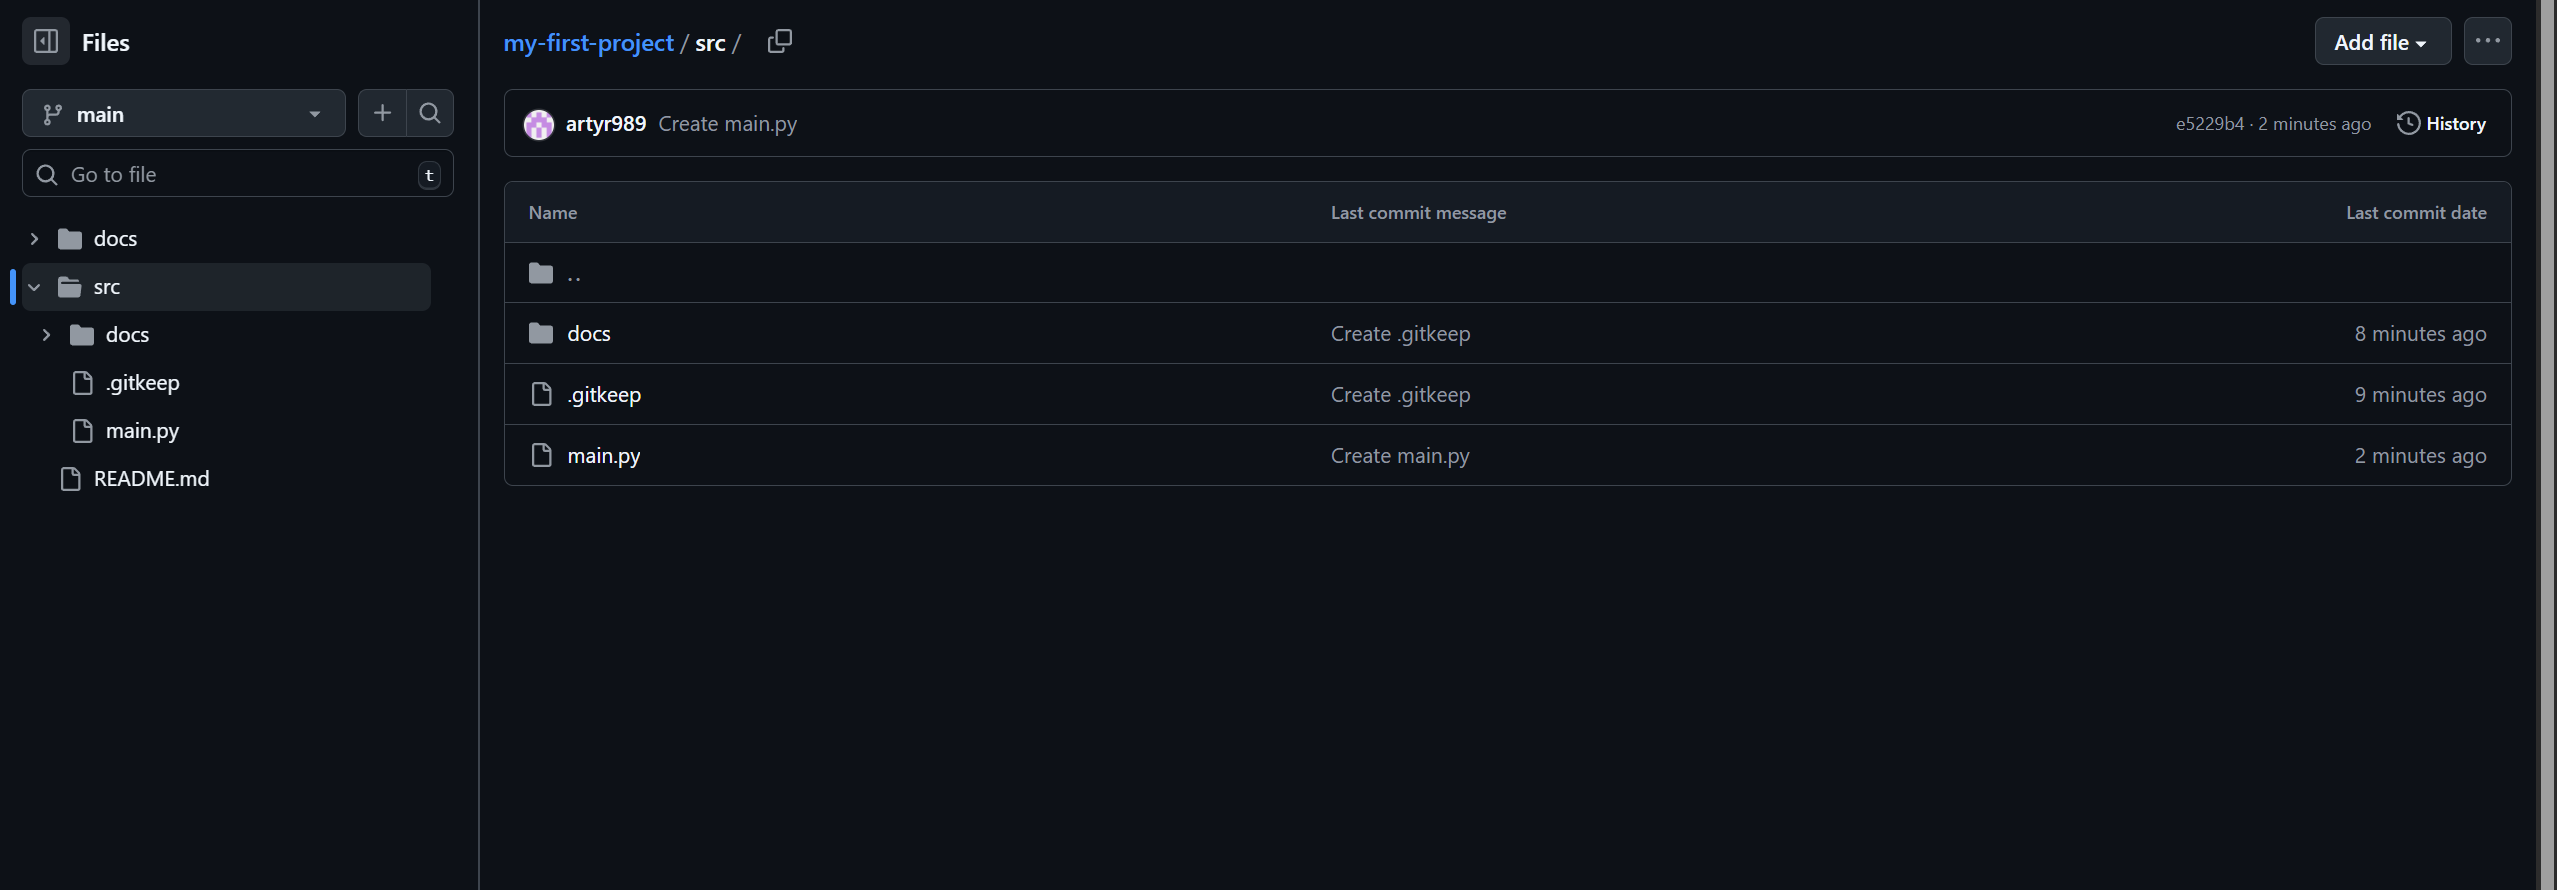 Files
main
Go to file
t
docs
src
docs
.gitkeep
main.py
README.md
my-first-project / src /
Add file
artyr989 Create main.py
e5229b4 · 2 minutes ago
History
Name Last commit message Last commit date
..
docs Create .gitkeep 8 minutes ago
.gitkeep Create .gitkeep 9 minutes ago
main.py Create main.py 2 minutes ago